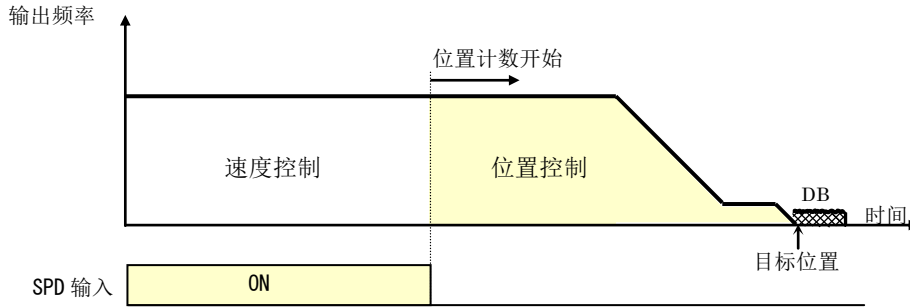 输出频率
位置计数开始
速度控制
位置控制
DB
时间
目标位置
SPD 输入
ON